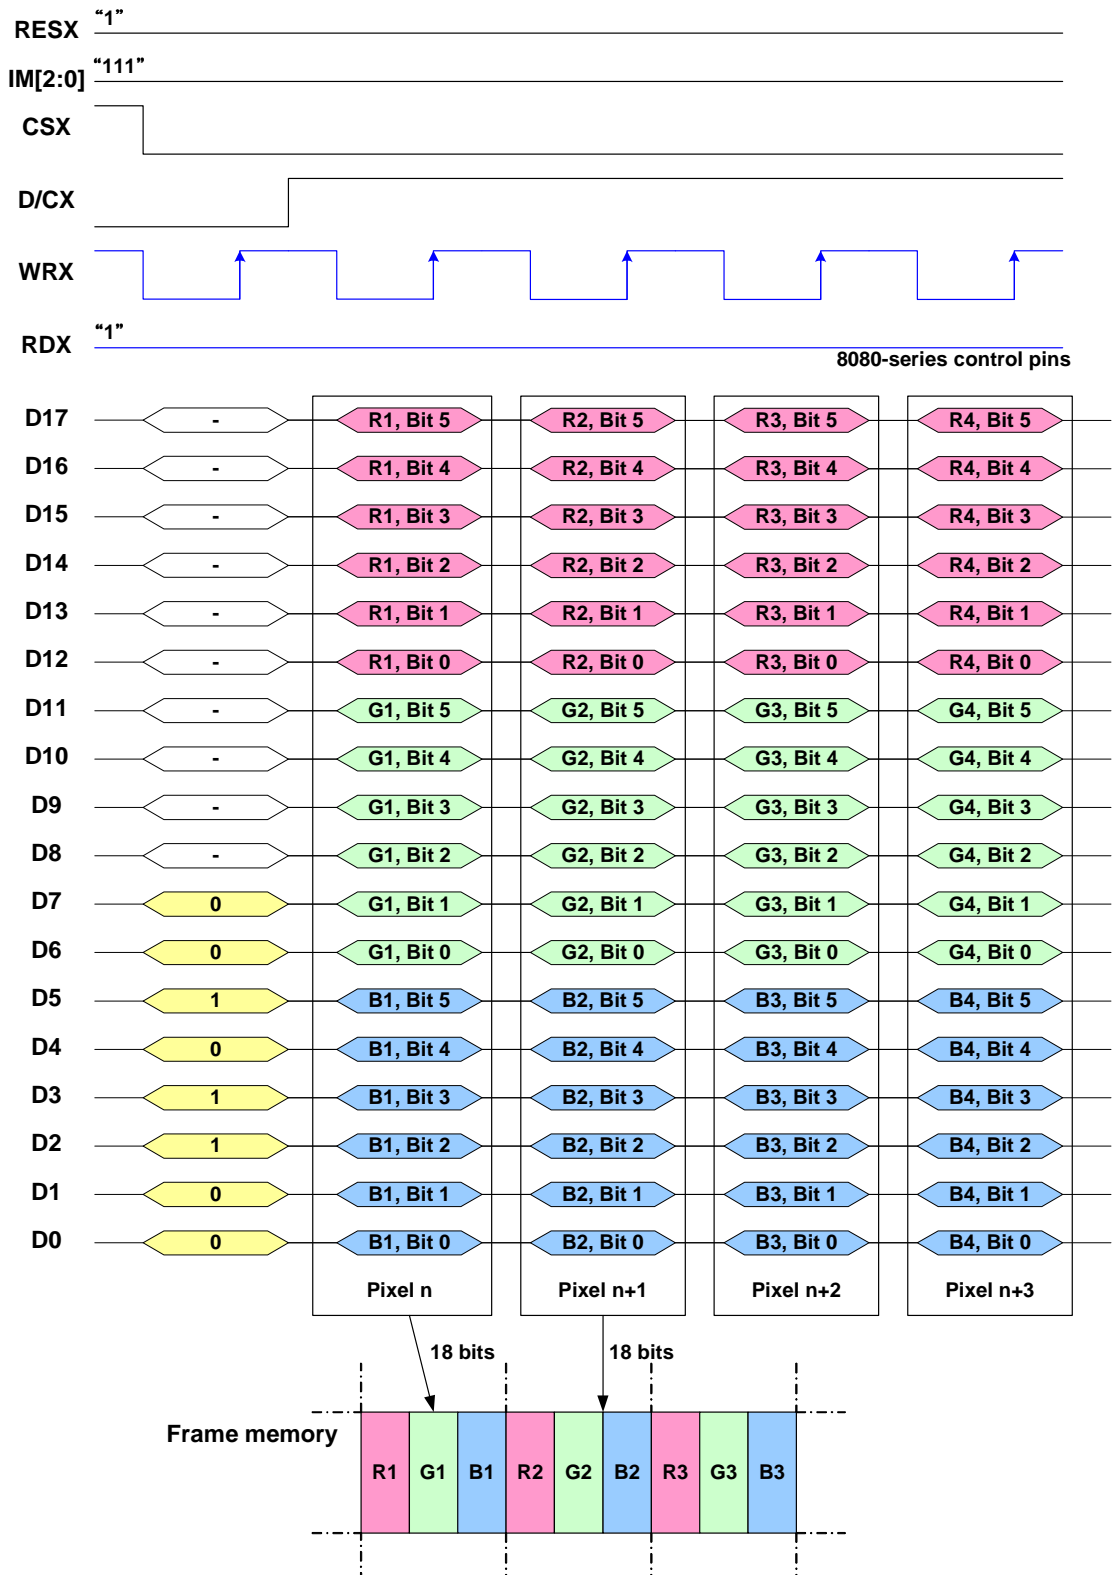 RESX “1”
IM[2:0] “111”
CSX
D/CX
WRX
RDX “1”
8080-series control pins
D17 - R1, Bit 5 R2, Bit 5 R3, Bit 5 R4, Bit 5
D16 - R1, Bit 4 R2, Bit 4 R3, Bit 4 R4, Bit 4
D15 - R1, Bit 3 R2, Bit 3 R3, Bit 3 R4, Bit 3
D14 - R1, Bit 2 R2, Bit 2 R3, Bit 2 R4, Bit 2
D13 - R1, Bit 1 R2, Bit 1 R3, Bit 1 R4, Bit 1
D12 - R1, Bit 0 R2, Bit 0 R3, Bit 0 R4, Bit 0
D11 - G1, Bit 5 G2, Bit 5 G3, Bit 5 G4, Bit 5
D10 - G1, Bit 4 G2, Bit 4 G3, Bit 4 G4, Bit 4
D9 - G1, Bit 3 G2, Bit 3 G3, Bit 3 G4, Bit 3
D8 - G1, Bit 2 G2, Bit 2 G3, Bit 2 G4, Bit 2
D7 0 G1, Bit 1 G2, Bit 1 G3, Bit 1 G4, Bit 1
D6 0 G1, Bit 0 G2, Bit 0 G3, Bit 0 G4, Bit 0
D5 1 B1, Bit 5 B2, Bit 5 B3, Bit 5 B4, Bit 5
D4 0 B1, Bit 4 B2, Bit 4 B3, Bit 4 B4, Bit 4
D3 1 B1, Bit 3 B2, Bit 3 B3, Bit 3 B4, Bit 3
D2 1 B1, Bit 2 B2, Bit 2 B3, Bit 2 B4, Bit 2
D1 0 B1, Bit 1 B2, Bit 1 B3, Bit 1 B4, Bit 1
D0 0 B1, Bit 0 B2, Bit 0 B3, Bit 0 B4, Bit 0
Pixel n Pixel n+1 Pixel n+2 Pixel n+3
18 bits 18 bits
Frame memory
R1 G1 B1 R2 G2 B2 R3 G3 B3